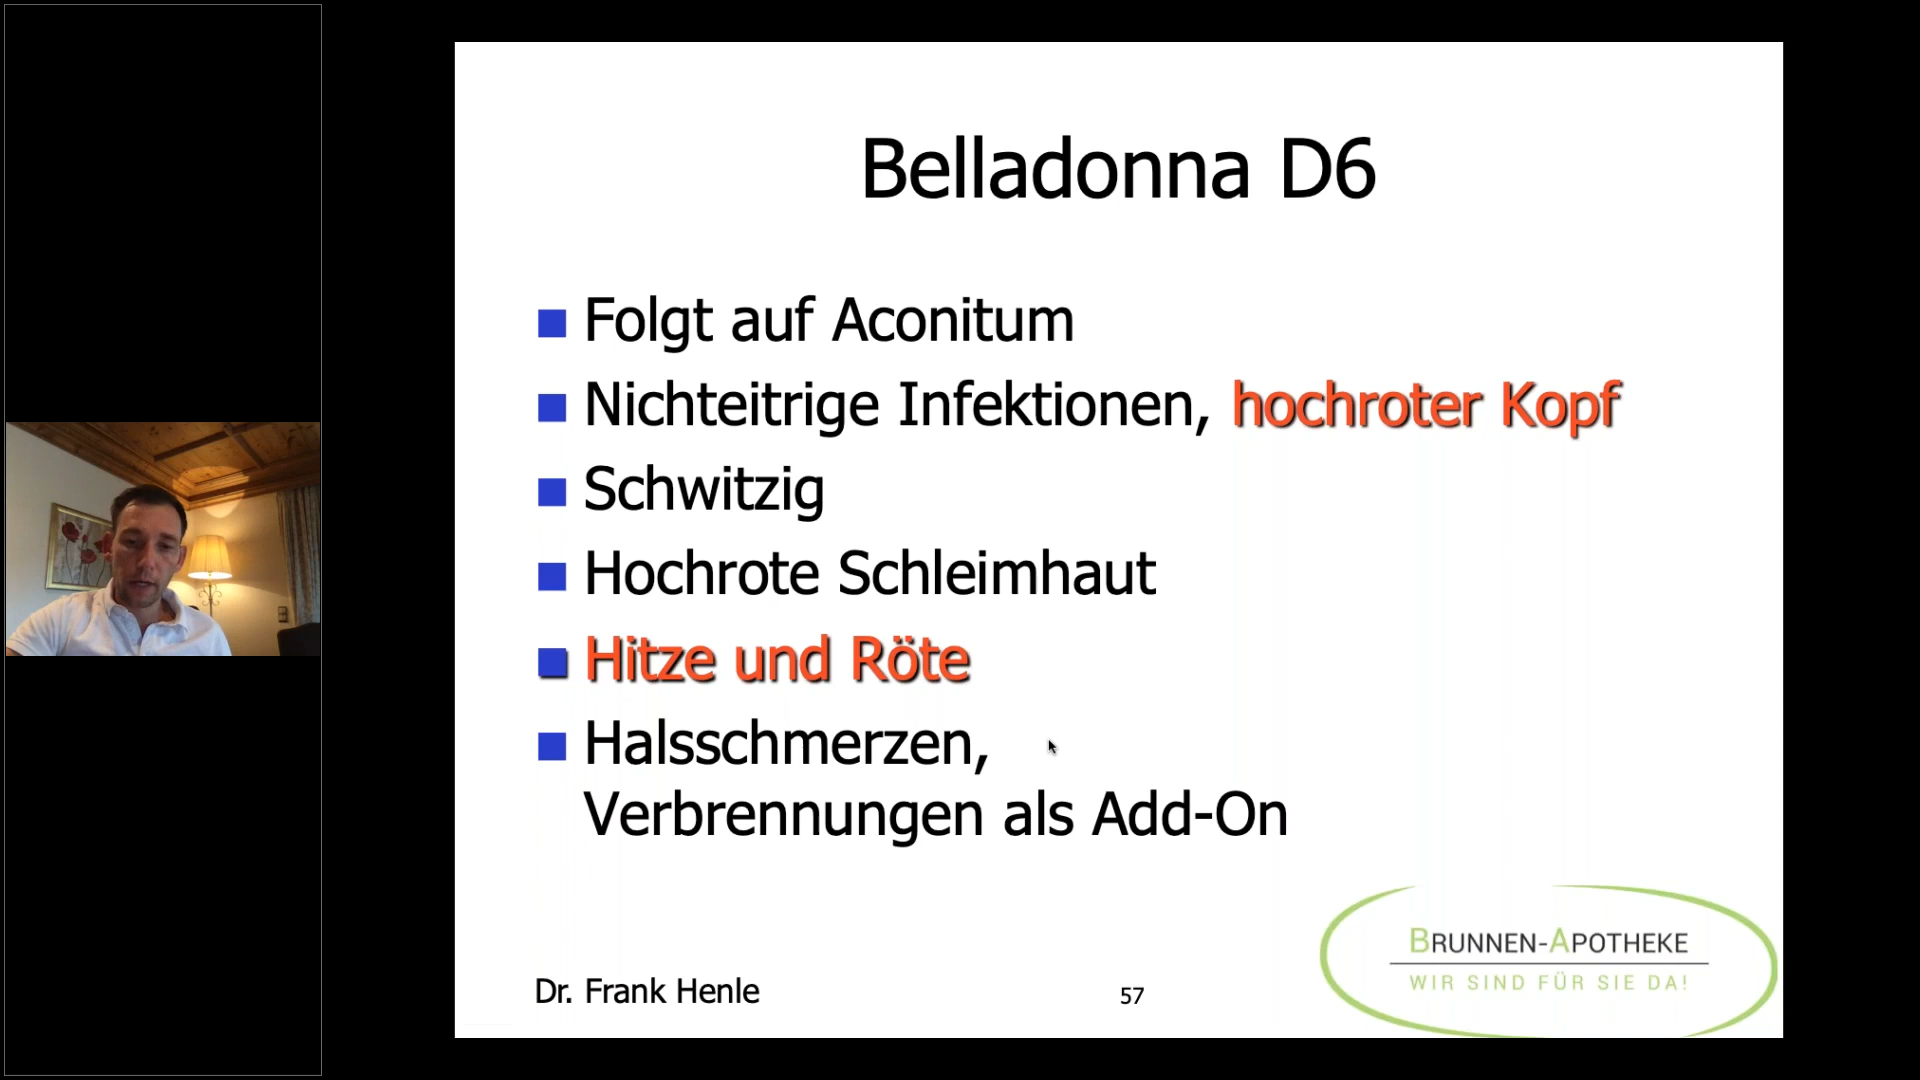 Belladonna D6
Folgt auf Aconitum
Nichteitrige Infektionen, hochroter Kopf
Schwitzig
Hochrote Schleimhaut
Hitze und Röte
Halsschmerzen,
Verbrennungen als Add-On
Dr. Frank Henle
57
BRUNNEN-APOTHEKE
WIR SIND FÜR SIE DA!